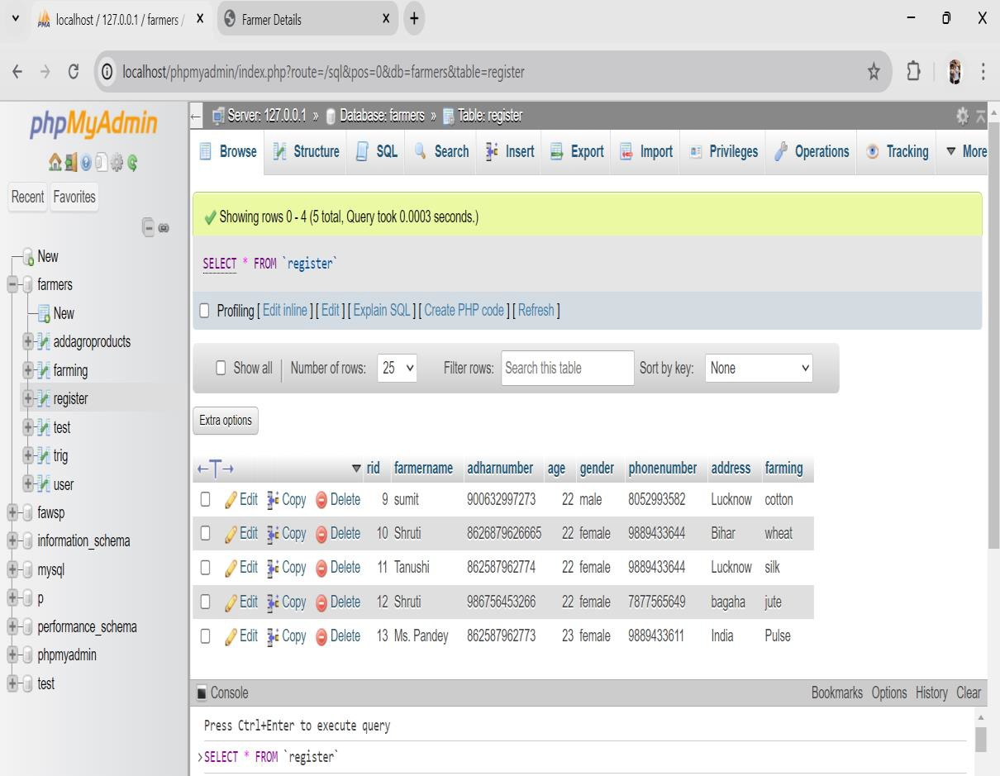 localhost / 127.0.0.1 / farmers / X
Farmer Details X +
localhost/phpmyadmin/index.php?route=/sql&pos=0&db=farmers&table=register
phpMyAdmin
Recent Favorites
New
farmers
New
addagroproducts
farming
register
test
trig
user
fawsp
information_schema
mysql
p
performance_schema
phpmyadmin
test
Server: 127.0.0.1 » Database: farmers » Table: register
Browse Structure SQL Search Insert Export Import Privileges Operations Tracking More
Showing rows 0 - 4 (5 total, Query took 0.0003 seconds.)
SELECT * FROM `register`
Profiling [ Edit inline ] [ Edit ] [ Explain SQL ] [ Create PHP code ] [ Refresh ]
Show all Number of rows: 25 Filter rows: Search this table Sort by key: None
Extra options
←T→ ▼ rid farmername adharnumber age gender phonenumber address farming
Edit Copy Delete 9 sumit 900632997273 22 male 8052993582 Lucknow cotton
Edit Copy Delete 10 Shruti 8626879626665 22 female 9889433644 Bihar wheat
Edit Copy Delete 11 Tanushi 862587962774 22 female 9889433644 Lucknow silk
Edit Copy Delete 12 Shruti 986756453266 22 female 7877565649 bagaha jute
Edit Copy Delete 13 Ms. Pandey 862587962773 23 female 9889433611 India Pulse
Console Bookmarks Options History Clear
Press Ctrl+Enter to execute query
>SELECT * FROM `register`